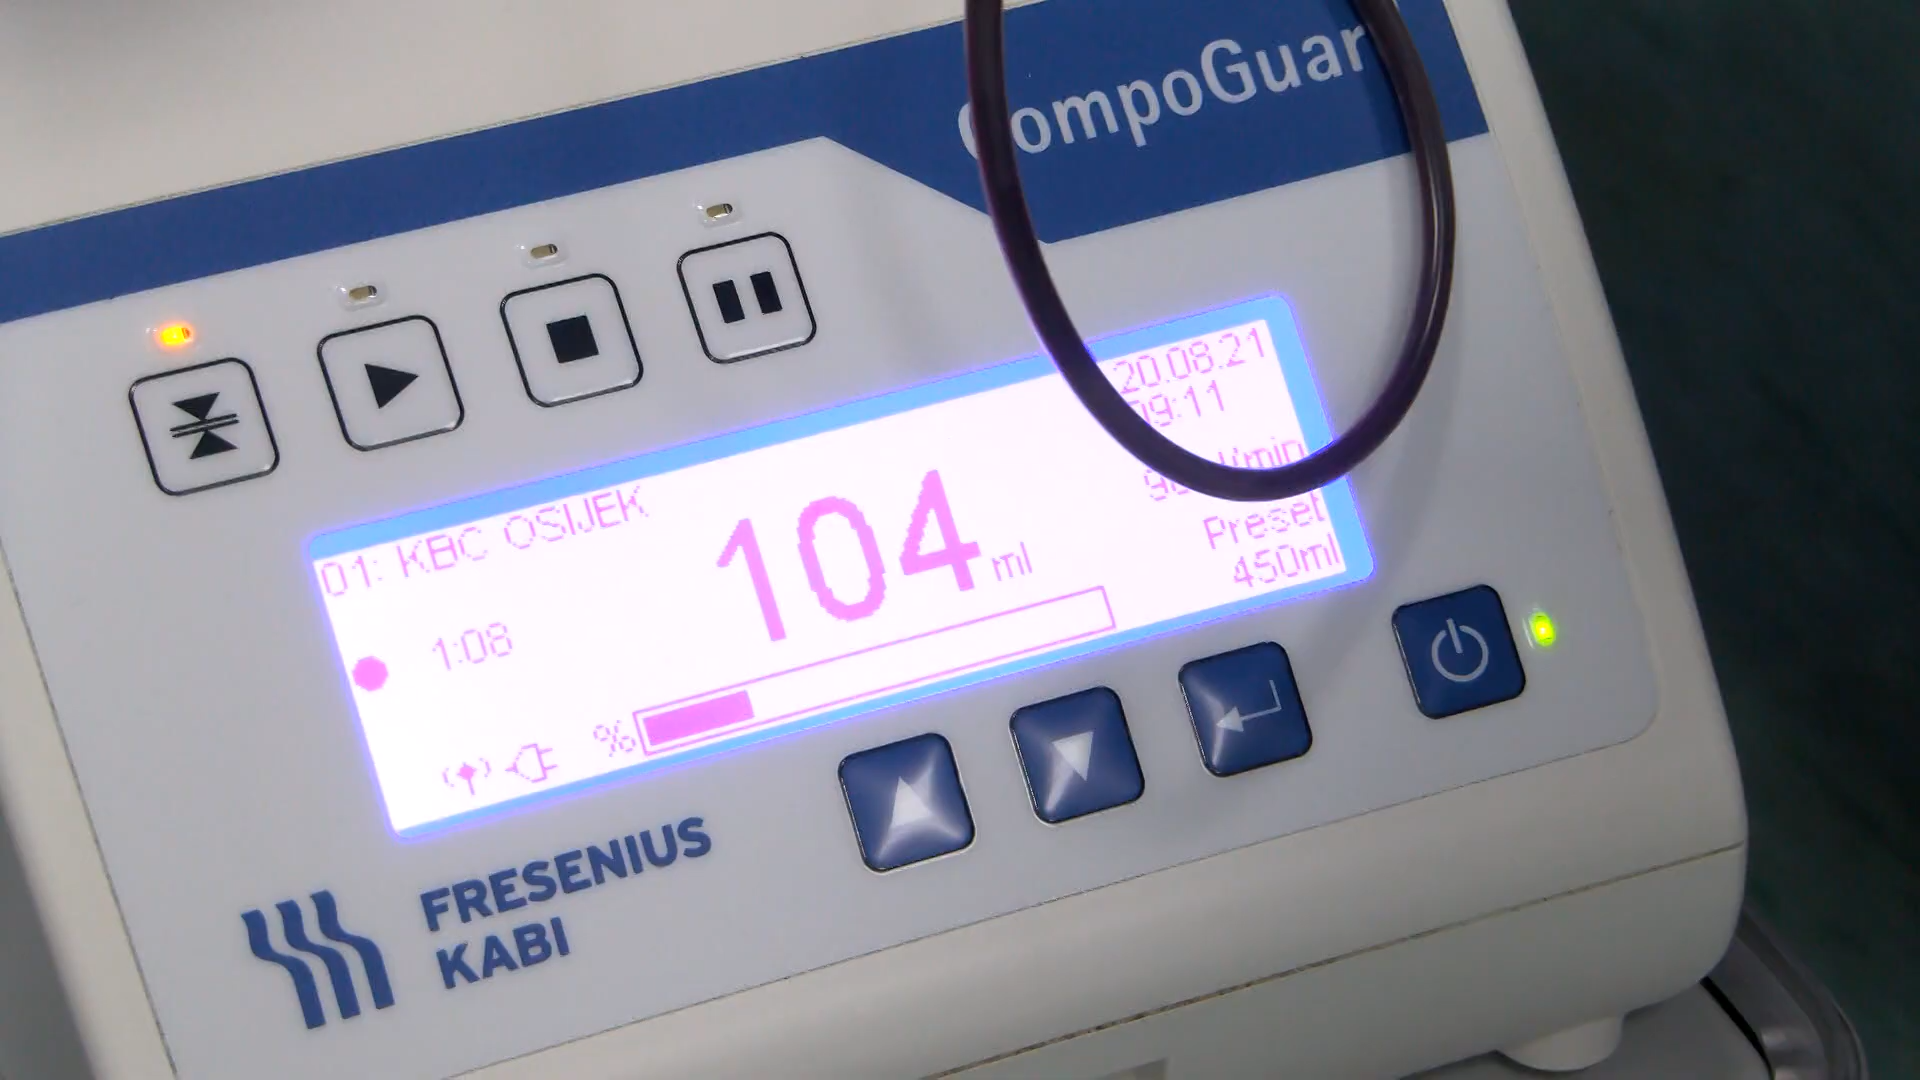 CompoGuar
20.08.21
09:11
01: KBC OSIJEK
104 ml
Preset
450ml
1:08
%
FRESENIUS
KABI